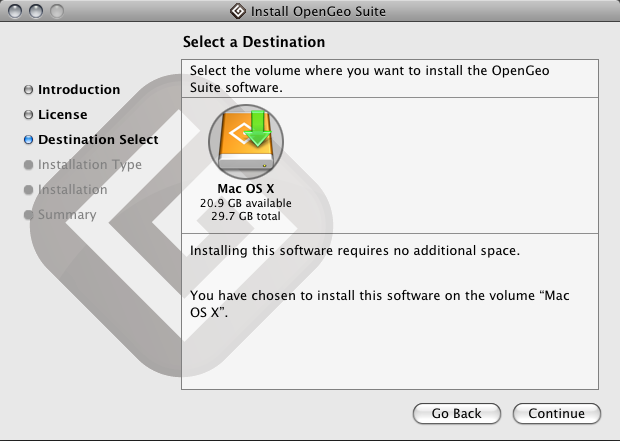 Install OpenGeo Suite
Select a Destination
Introduction
License
Destination Select
Installation Type
Installation
Summary
Select the volume where you want to install the OpenGeo
Suite software.
Mac OS X
20.9 GB available
29.7 GB total
Installing this software requires no additional space.
You have chosen to install this software on the volume “Mac
OS X”.
Go Back
Continue